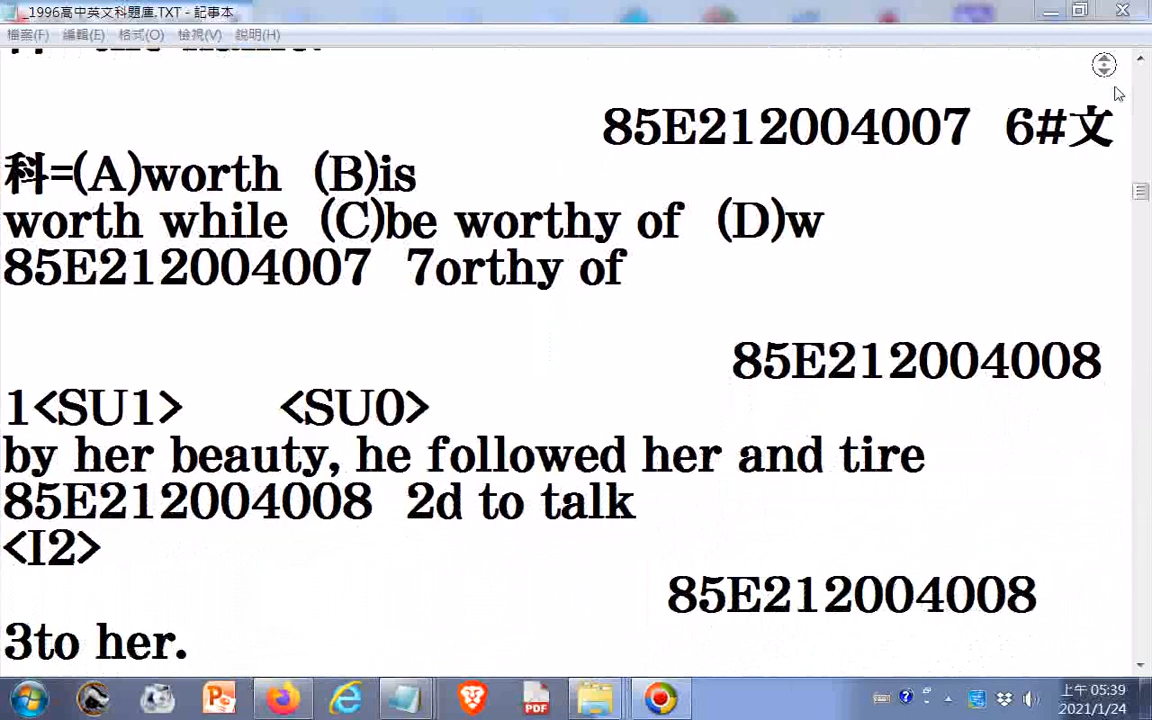 _1996高中英文科題庫.TXT - 記事本
檔案(F) 編輯(E) 格式(O) 檢視(V) 說明(H)
85E212004007 6#文
科=(A)worth (B)is
worth while (C)be worthy of (D)w
85E212004007 7orthy of
85E212004008
1<SU1> <SU0>
by her beauty, he followed her and tire
85E212004008 2d to talk
<I2>
85E212004008
3to her.
PDF
上午 05:39
2021/1/24